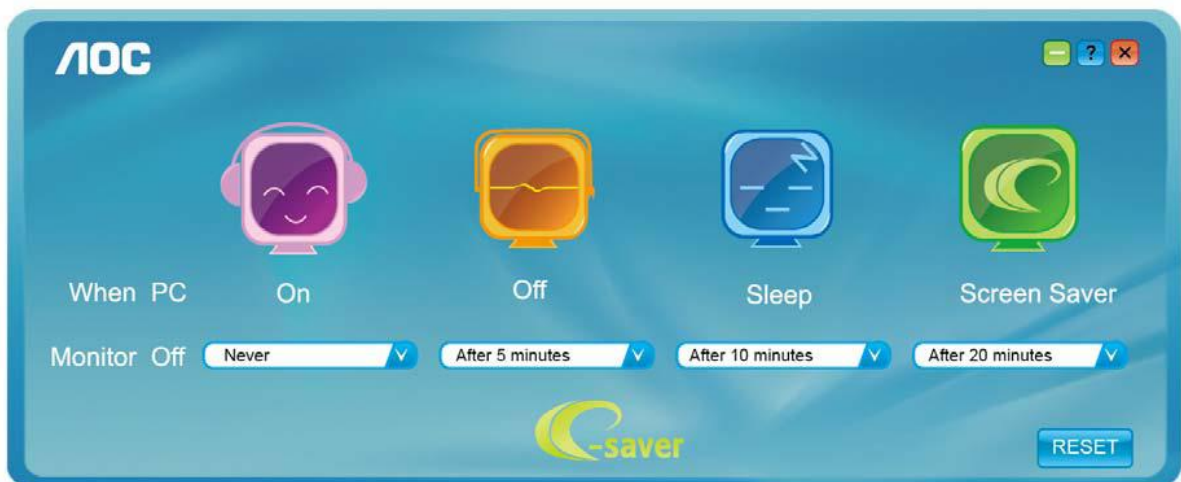 AOC
?
When PC On Off Sleep Screen Saver
Monitor Off Never After 5 minutes After 10 minutes After 20 minutes
e-saver
RESET